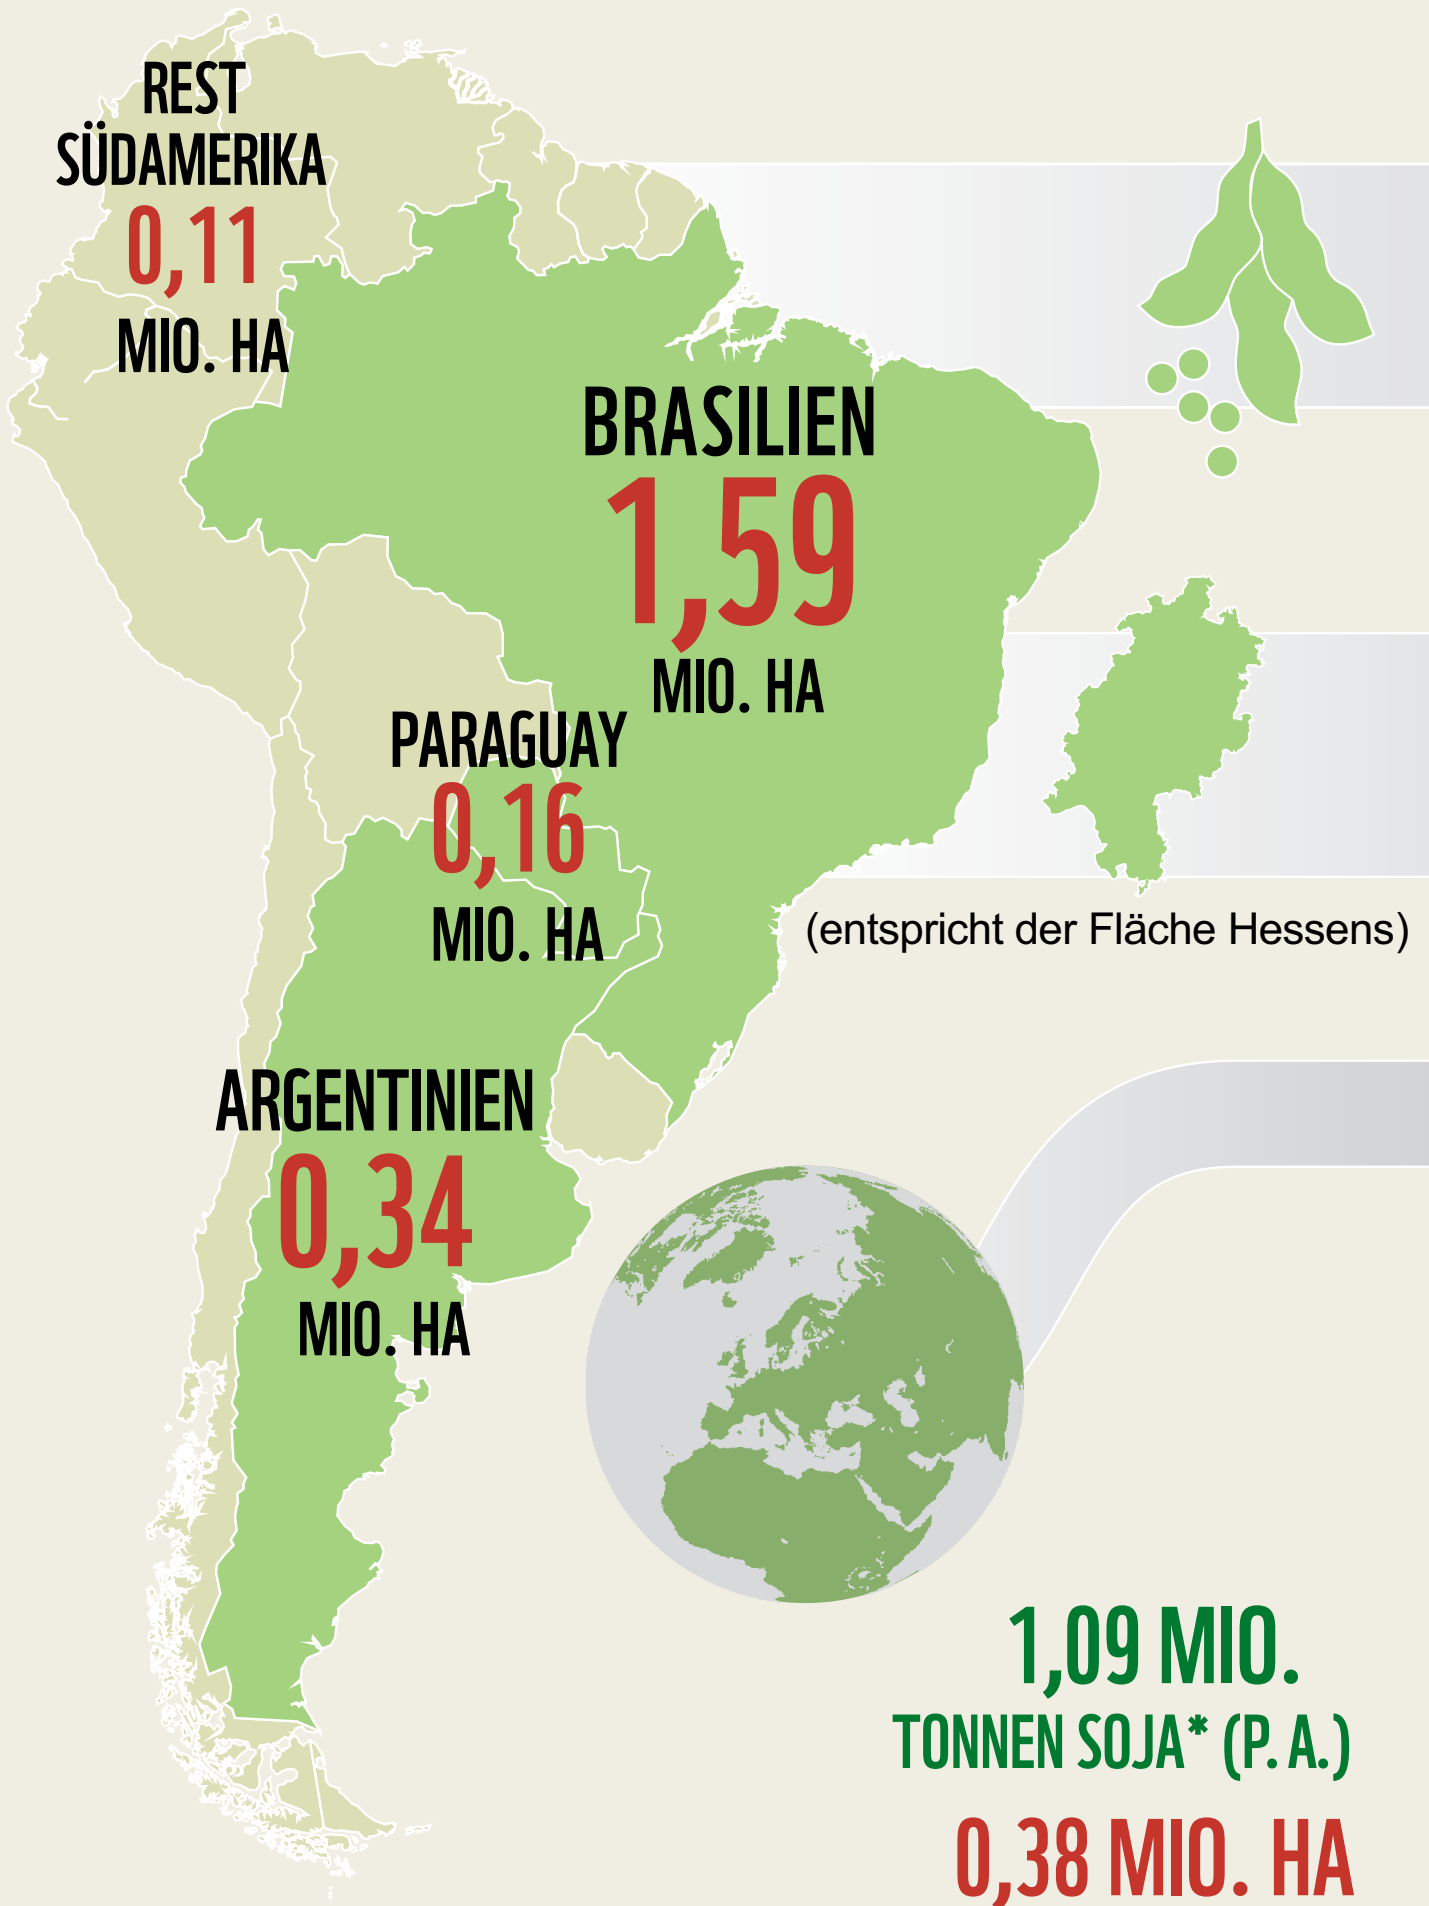 REST
SÜDAMERIKA
0,11
MIO. HA
BRASILIEN
1,59
MIO. HA
PARAGUAY
0,16
MIO. HA
(entspricht der Fläche Hessens)
ARGENTINIEN
0,34
MIO. HA
1,09 MIO.
TONNEN SOJA* (P. A.)
0,38 MIO. HA